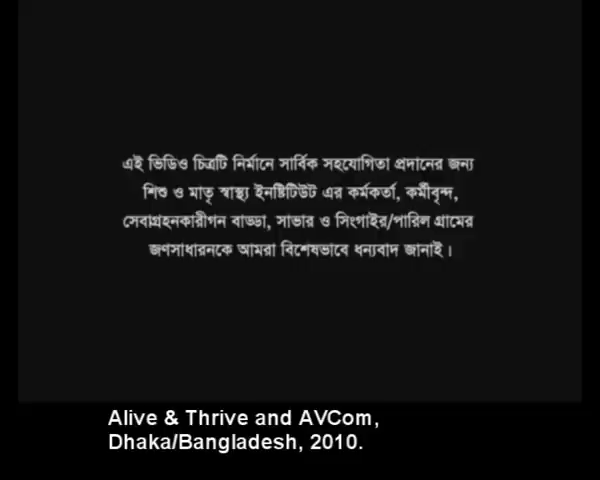 এই ভিডিও চিত্রটি নির্মানে সার্বিক সহযোগিতা প্রদানের জন্য
শিশু ও মাতৃ স্বাস্থ্য ইনষ্টিটিউট এর কর্মকর্তা, কর্মীবৃন্দ,
সেবাগ্রহনকারীগন বাড্ডা, সাভার ও সিংগাইর/পারিল গ্রামের
জণসাধারনকে আমরা বিশেষভাবে ধন্যবাদ জানাই।
Alive & Thrive and AVCom,
Dhaka/Bangladesh, 2010.